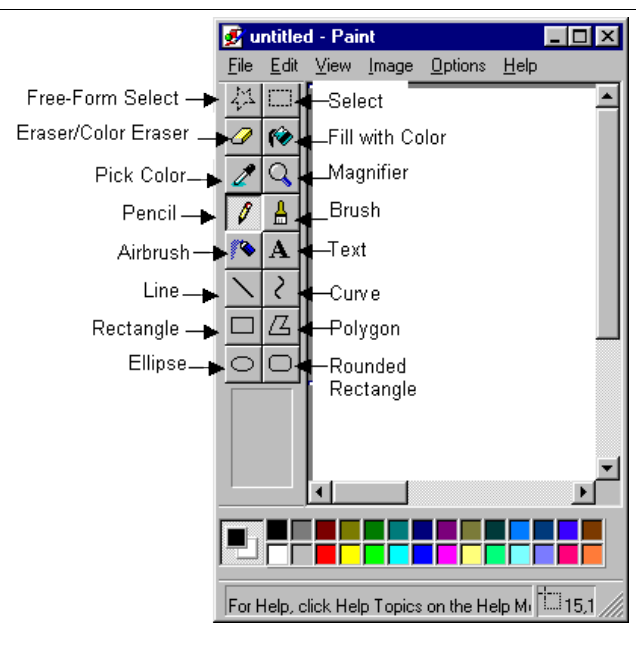 untitled - Paint
File Edit View Image Options Help
Free-Form Select
Select
Eraser/Color Eraser
Fill with Color
Pick Color
Magnifier
Pencil
Brush
Airbrush
A
Text
Line
Curve
Rectangle
Polygon
Ellipse
Rounded
Rectangle
For Help, click Help Topics on the Help
15,1